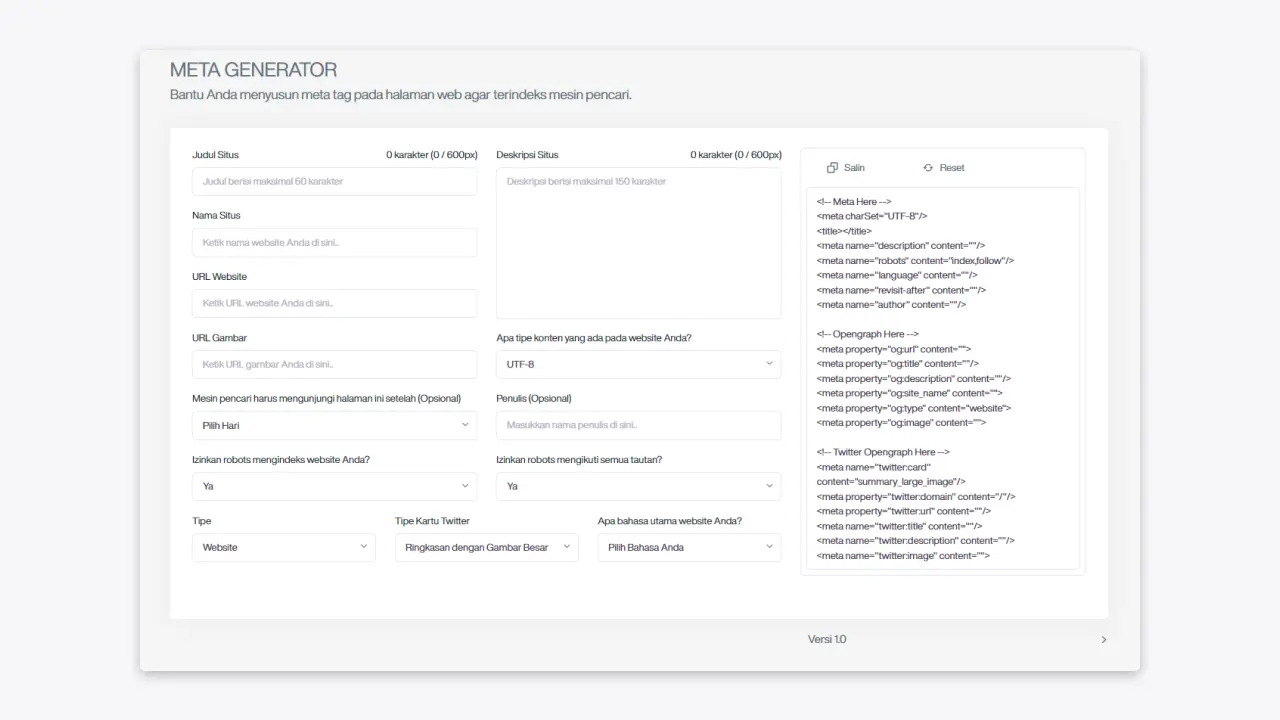 META GENERATOR
Bantu Anda menyusun meta tag pada halaman web agar terindeks mesin pencari.
Judul Situs
0 karakter (0 / 600px)
Judul berisi maksimal 60 karakter
Nama Situs
Ketik nama website Anda di sini..
URL Website
Ketik URL website Anda di sini..
URL Gambar
Ketik URL gambar Anda di sini..
Deskripsi Situs
0 karakter (0 / 600px)
Deskripsi berisi maksimal 150 karakter
Apa tipe konten yang ada pada website Anda?
UTF-8
Mesin pencari harus mengunjungi halaman ini setelah (Opsional)
Pilih Hari
Penulis (Opsional)
Masukkan nama penulis di sini..
Izinkan robots mengindeks website Anda?
Ya
Izinkan robots mengikuti semua tautan?
Ya
Tipe
Website
Tipe Kartu Twitter
Ringkasan dengan Gambar Besar
Apa bahasa utama website Anda?
Pilih Bahasa Anda
Salin
Reset
<!-- Meta Here -->
<meta charSet="UTF-8"/>
<title></title>
<meta name="description" content=""/>
<meta name="robots" content="index,follow"/>
<meta name="language" content=""/>
<meta name="revisit-after" content=""/>
<meta name="author" content=""/>
<!-- Opengraph Here -->
<meta property="og:url" content="">
<meta property="og:title" content=""/>
<meta property="og:description" content=""/>
<meta property="og:site_name" content="">
<meta property="og:type" content="website">
<meta property="og:image" content="">
<!-- Twitter Opengraph Here -->
<meta name="twitter:card"
content="summary_large_image"/>
<meta property="twitter:domain" content="/"/>
<meta property="twitter:url" content=""/>
<meta name="twitter:title" content=""/>
<meta name="twitter:description" content=""/>
<meta name="twitter:image" content="">
Versi 1.0